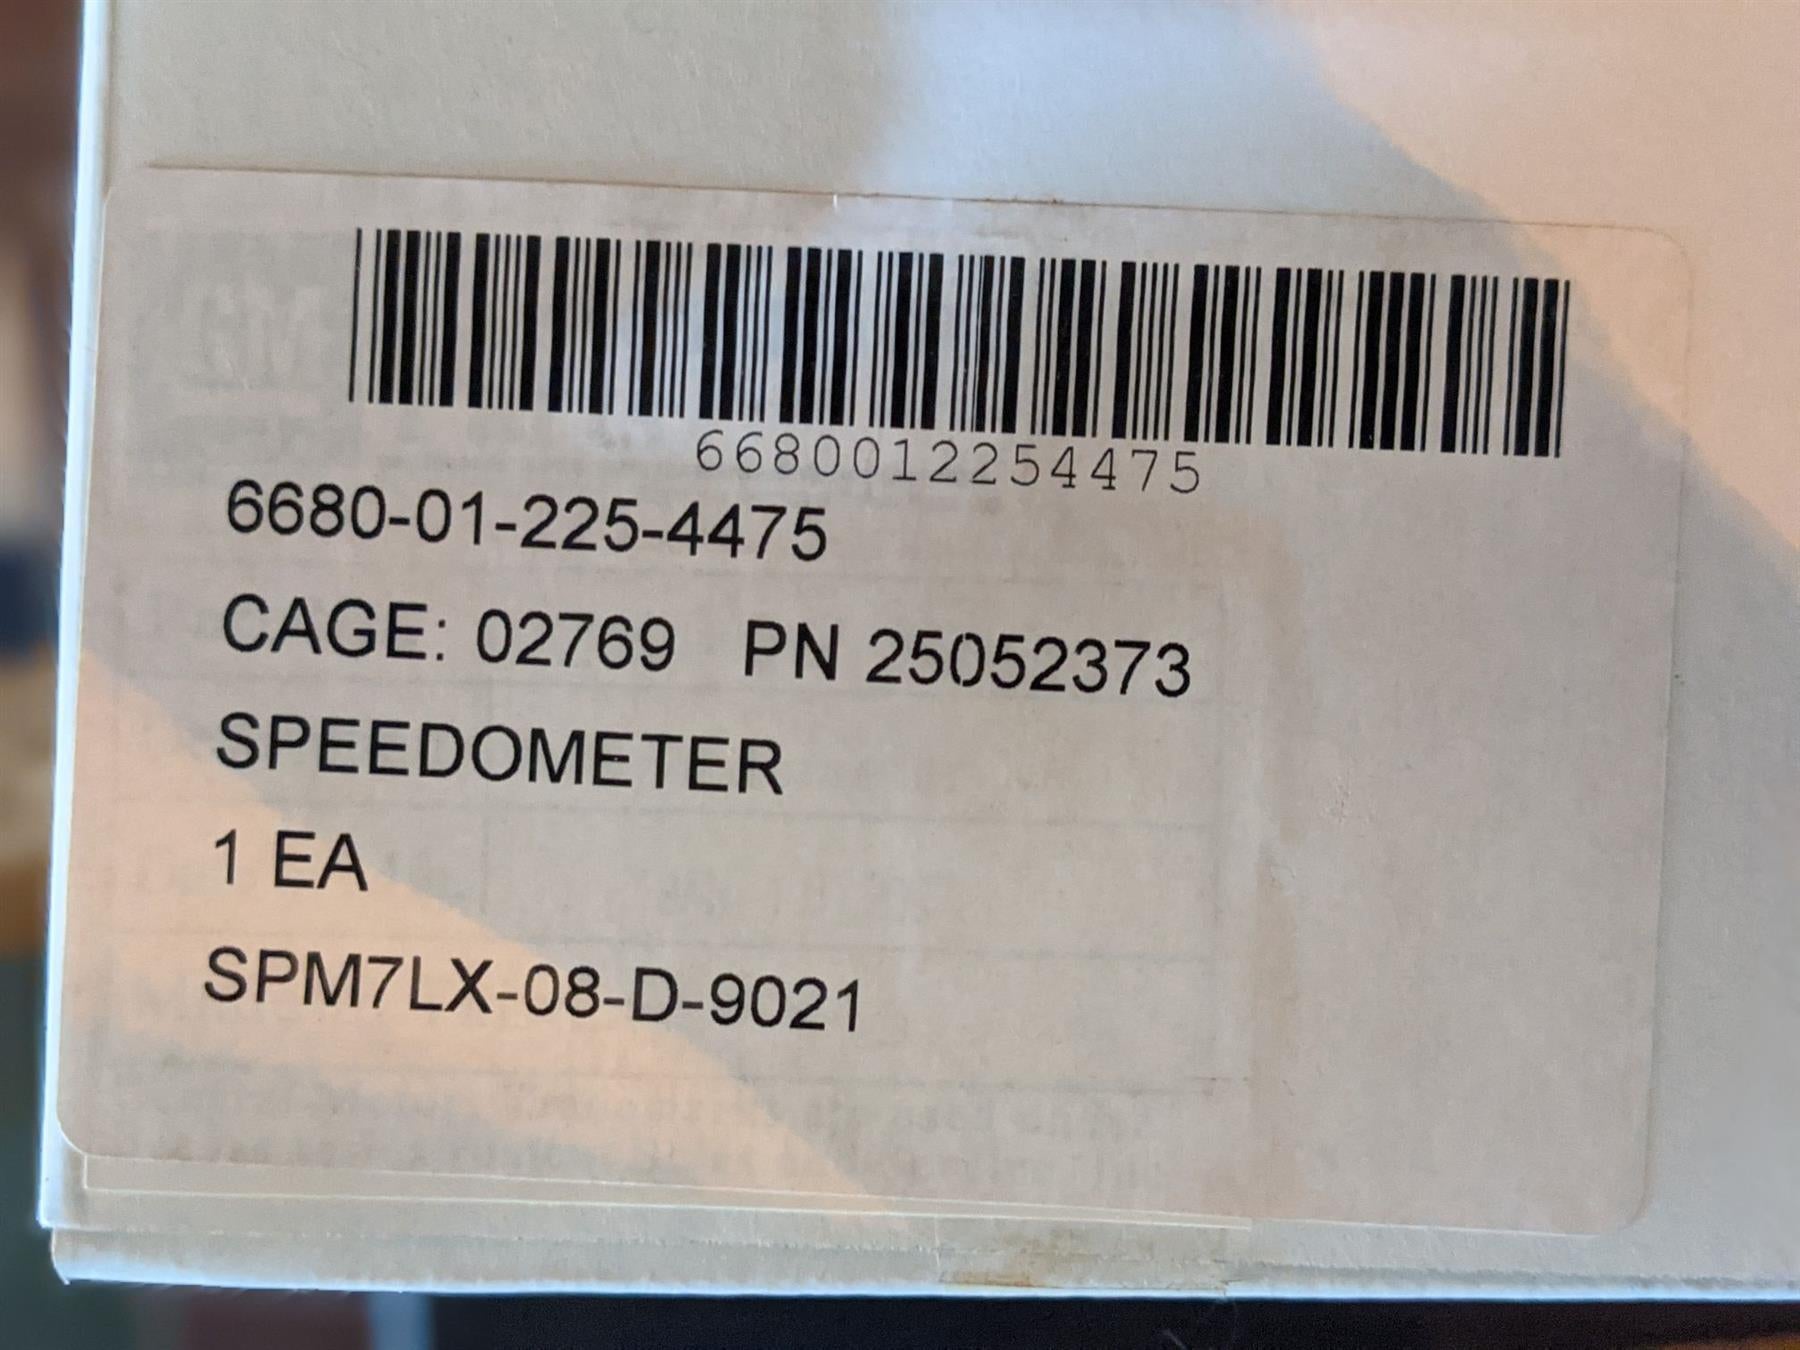 6680012254475
6680-01-225-4475
CAGE: 02769 PN 25052373
SPEEDOMETER
1 EA
SPM7LX-08-D-9021